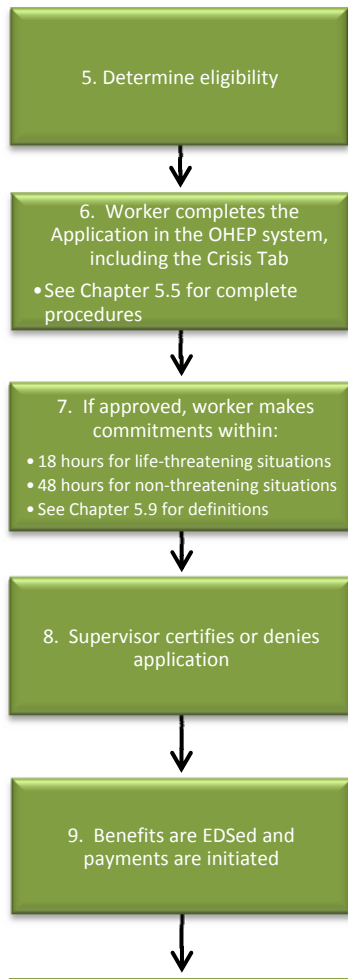 5. Determine eligibility
6. Worker completes the
Application in the OHEP system,
including the Crisis Tab
•See Chapter 5.5 for complete
procedures
7. If approved, worker makes
commitments within:
• 18 hours for life-threatening situations
• 48 hours for non-threatening situations
• See Chapter 5.9 for definitions
8. Supervisor certifies or denies
application
9. Benefits are EDSed and
payments are initiated